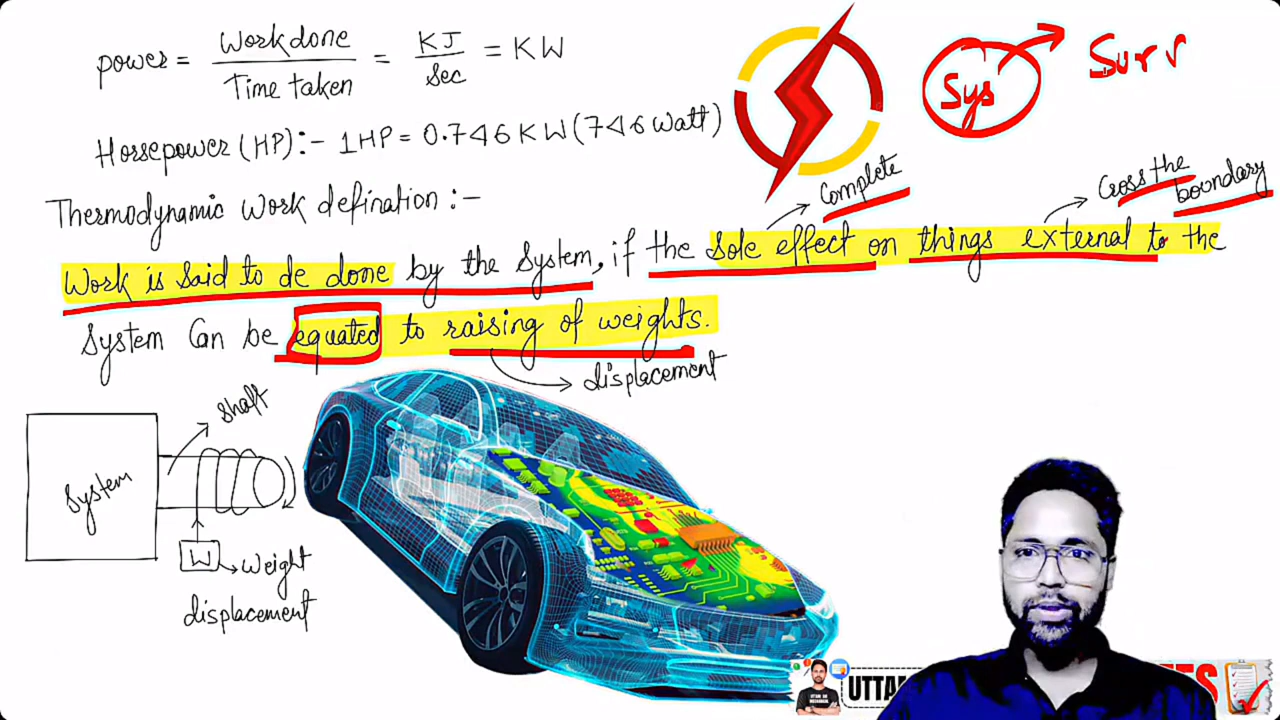 power = Workdone / Time taken = KJ / Sec = KW
Sys → Surr
Horsepower (HP):- 1HP = 0.746 KW (746 watt)
Complete
Cross the boundary
Thermodynamic Work defination :-
Work is said to de done by the System, if the sole effect on things external to the
System Can be equated to raising of weights.
displacement
shaft
System
W
Weight
displacement
UTTAM